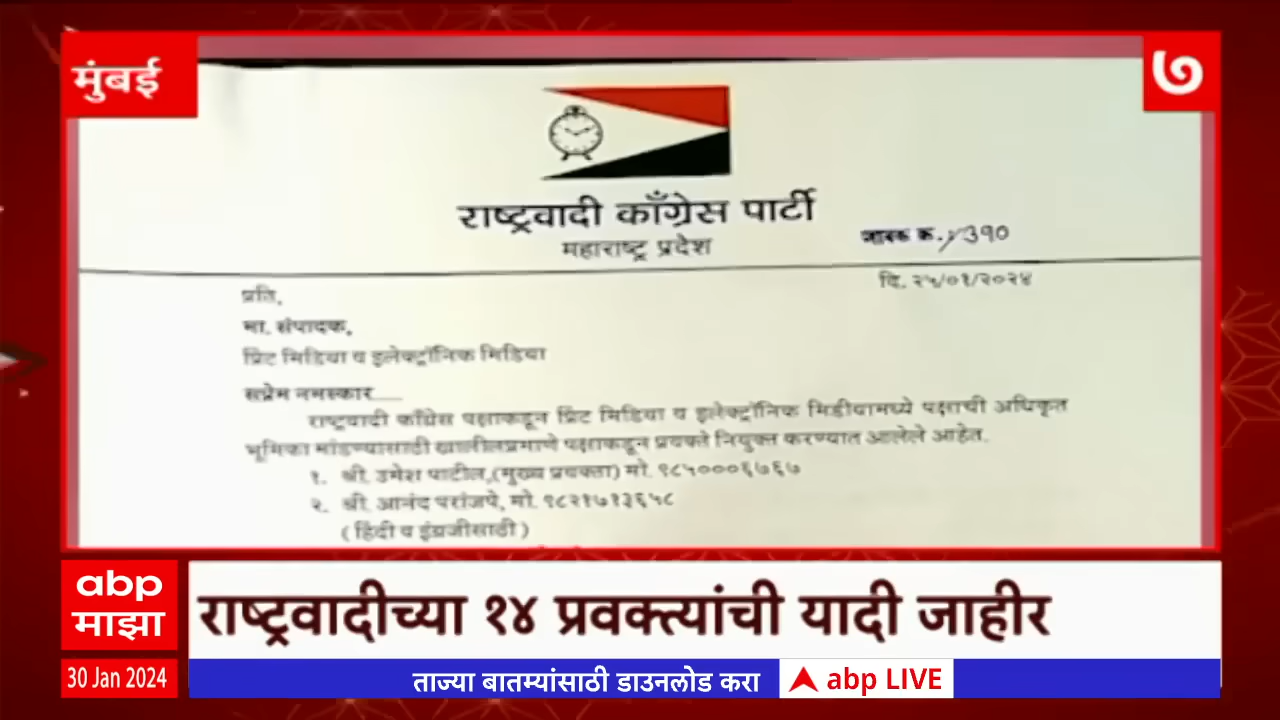 मुंबई
७
राष्ट्रवादी काँग्रेस पार्टी
महाराष्ट्र प्रदेश
जावक क्र./३१०
दि. २५/०१/२०२४
प्रति,
मा. संपादक,
प्रिंट मिडिया व इलेक्ट्रॉनिक मिडिया
सप्रेम नमस्कार.....
राष्ट्रवादी काँग्रेस पक्षाकडून प्रिंट मिडिया व इलेक्ट्रॉनिक मिडीयामध्ये पक्षाची अधिकृत
भूमिका मांडण्यासाठी खालीलप्रमाणे पक्षाकडून प्रवक्ते नियुक्त करण्यात आलेले आहेत.
१. श्री. उमेश पाटील,(मुख्य प्रवक्ता) मो. ९८५०००६७६७
२. श्री. आनंद परांजपे, मो. ९८२१७१३६५८
( हिंदी व इंग्रजीसाठी )
abp
माझा
राष्ट्रवादीच्या १४ प्रवक्त्यांची यादी जाहीर
30 Jan 2024
ताज्या बातम्यांसाठी डाउनलोड करा
abp LIVE